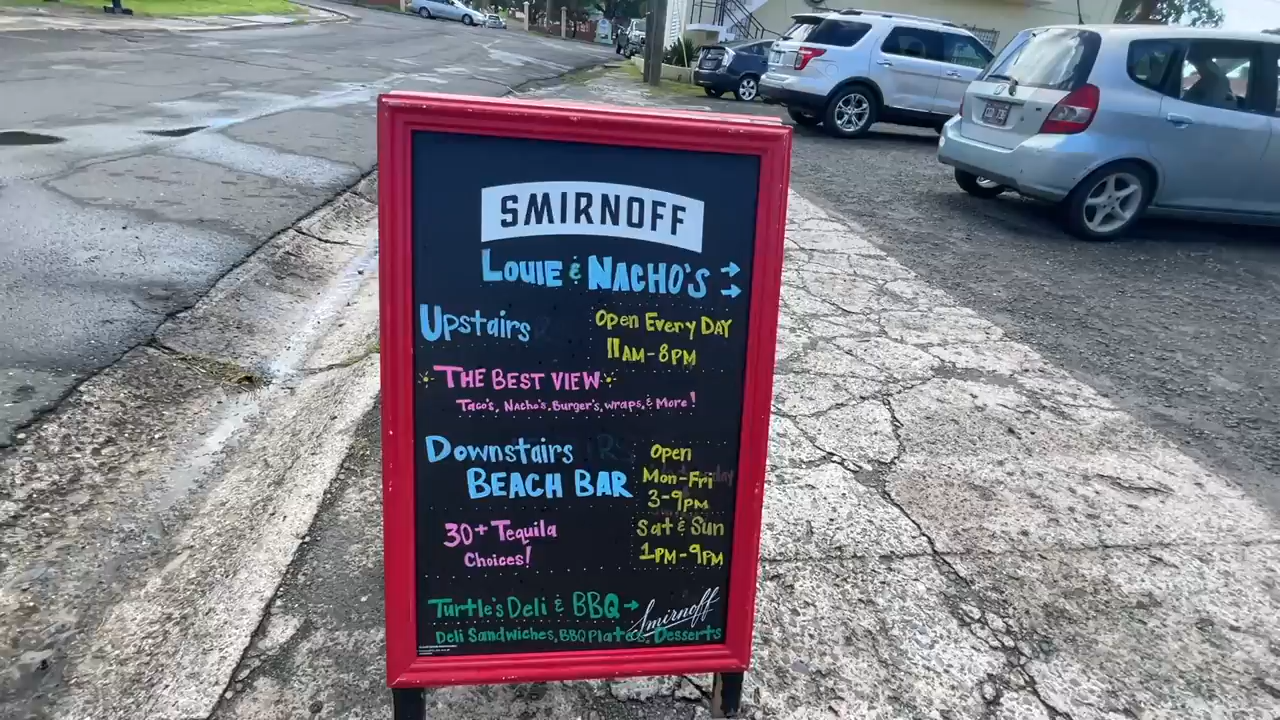 SMIRNOFF
LOUIE & NACHO'S → →
Upstairs
Open Every DAY
11AM-8PM
THE BEST VIEW
Taco's, Nacho's, Burger's, wraps, & More!
Downstairs
BEACH BAR
Open
Mon-Fri
3-9PM
Sat & Sun
1PM-9PM
30+ Tequila
Choices!
Turtle's Deli & BBQ →
Smirnoff
Deli Sandwiches, BBQ Plates, Desserts